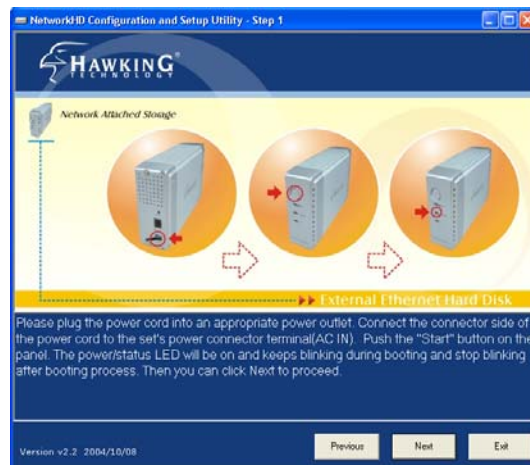 NetworkHD Configuration and Setup Utility - Step 1
HAWKING
TECHNOLOGY
Network Attached Storage
External Ethernet Hard Disk
Please plug the power cord into an appropriate power outlet. Connect the connector side of
the power cord to the set's power connector terminal(AC IN). Push the "Start" button on the
panel. The power/status LED will be on and keeps blinking during booting and stop blinking
after booting process. Then you can click Next to proceed.
Version v2.2 2004/10/08
Previous
Next
Exit